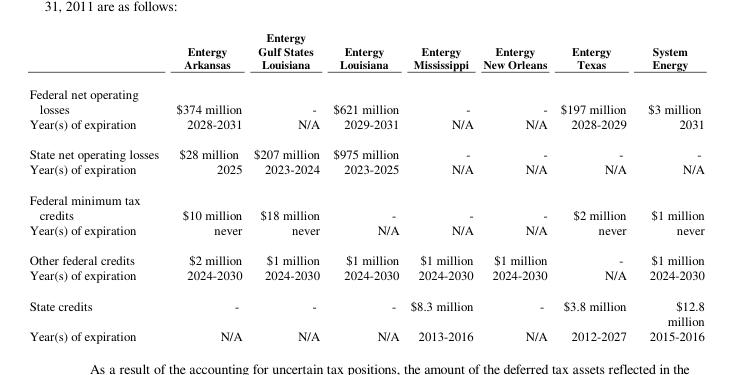 31, 2011 are as follows:
Entergy
Entergy Gulf States Entergy Entergy Entergy Entergy System
Arkansas Louisiana Louisiana Mississippi New Orleans Texas Energy
Federal net operating
losses $374 million - $621 million - - $197 million $3 million
Year(s) of expiration 2028-2031 N/A 2029-2031 N/A N/A 2028-2029 2031
State net operating losses $28 million $207 million $975 million - - - -
Year(s) of expiration 2025 2023-2024 2023-2025 N/A N/A N/A N/A
Federal minimum tax
credits $10 million $18 million - - - $2 million $1 million
Year(s) of expiration never never N/A N/A N/A never never
Other federal credits $2 million $1 million $1 million $1 million $1 million - $1 million
Year(s) of expiration 2024-2030 2024-2030 2024-2030 2024-2030 2024-2030 N/A 2024-2030
State credits - - - $8.3 million - $3.8 million $12.8
million
Year(s) of expiration N/A N/A N/A 2013-2016 N/A 2012-2027 2015-2016
As a result of the accounting for uncertain tax positions, the amount of the deferred tax assets reflected in the